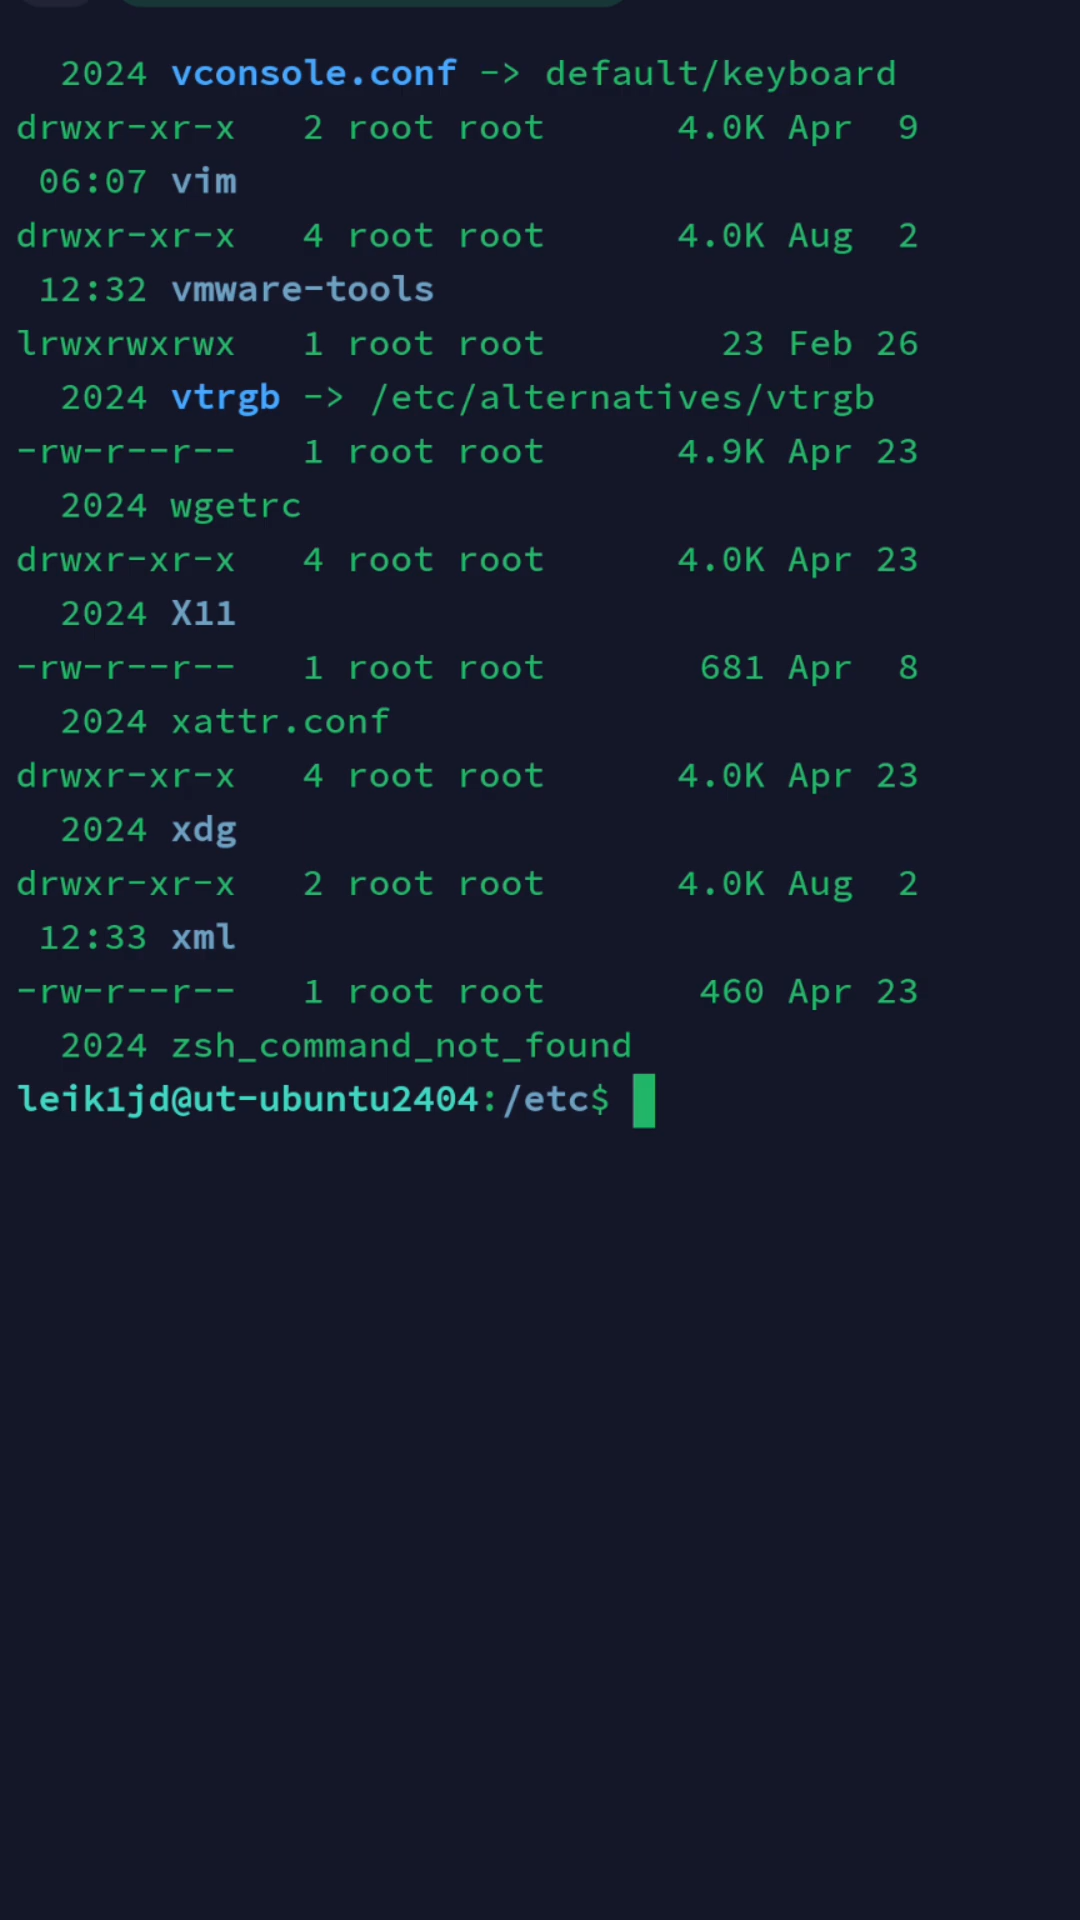 2024 vconsole.conf -> default/keyboard
drwxr-xr-x   2 root root      4.0K Apr  9
 06:07 vim
drwxr-xr-x   4 root root      4.0K Aug  2
 12:32 vmware-tools
lrwxrwxrwx   1 root root        23 Feb 26
  2024 vtrgb -> /etc/alternatives/vtrgb
-rw-r--r--   1 root root      4.9K Apr 23
  2024 wgetrc
drwxr-xr-x   4 root root      4.0K Apr 23
  2024 X11
-rw-r--r--   1 root root       681 Apr  8
  2024 xattr.conf
drwxr-xr-x   4 root root      4.0K Apr 23
  2024 xdg
drwxr-xr-x   2 root root      4.0K Aug  2
 12:33 xml
-rw-r--r--   1 root root       460 Apr 23
  2024 zsh_command_not_found
leik1jd@ut-ubuntu2404:/etc$